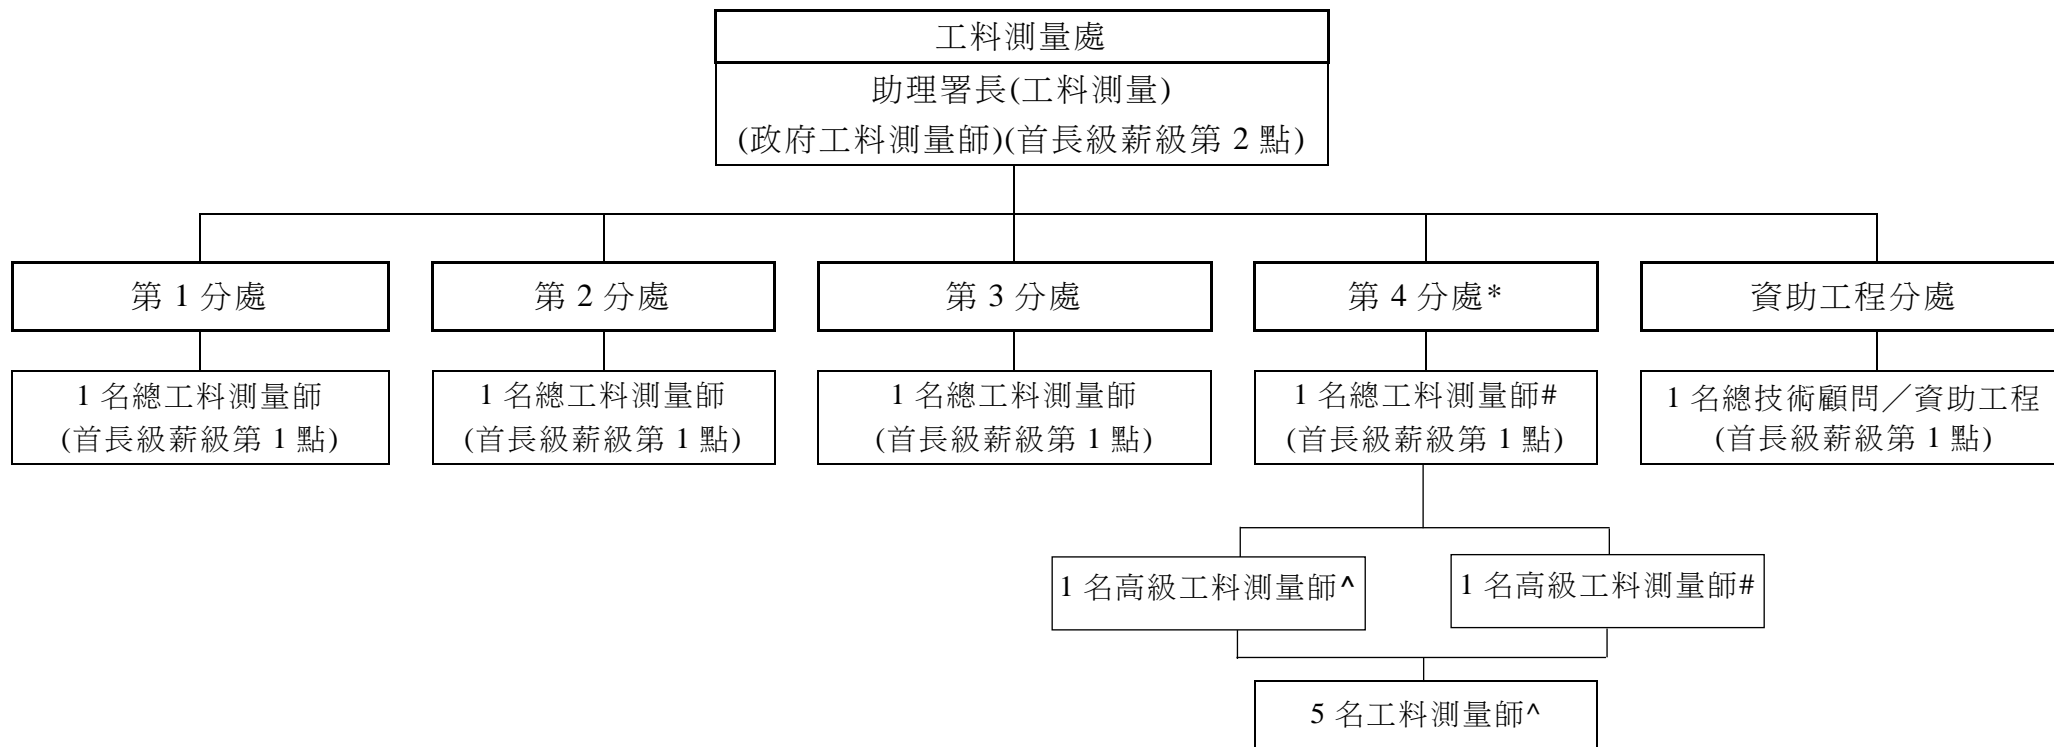 工料測量處
助理署長(工料測量)
(政府工料測量師)(首長級薪級第 2 點)
第 1 分處
第 2 分處
第 3 分處
第 4 分處*
資助工程分處
1 名總工料測量師
(首長級薪級第 1 點)
1 名總工料測量師
(首長級薪級第 1 點)
1 名總工料測量師
(首長級薪級第 1 點)
1 名總工料測量師#
(首長級薪級第 1 點)
1 名總技術顧問／資助工程
(首長級薪級第 1 點)
1 名高級工料測量師^
1 名高級工料測量師#
5 名工料測量師^